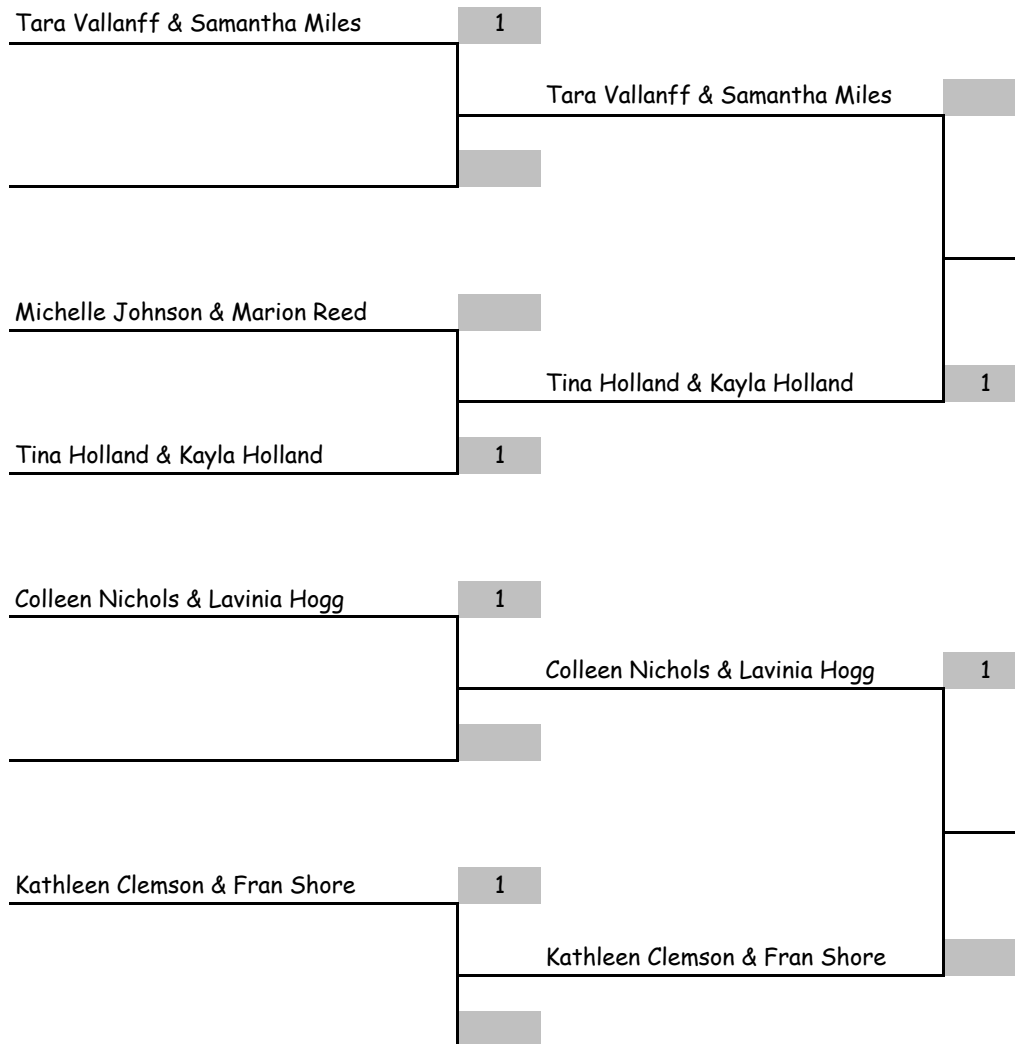 Tara Vallanff & Samantha Miles 1
Tara Vallanff & Samantha Miles
Michelle Johnson & Marion Reed
Tina Holland & Kayla Holland 1
Tina Holland & Kayla Holland 1
Colleen Nichols & Lavinia Hogg 1
Colleen Nichols & Lavinia Hogg 1
Kathleen Clemson & Fran Shore 1
Kathleen Clemson & Fran Shore